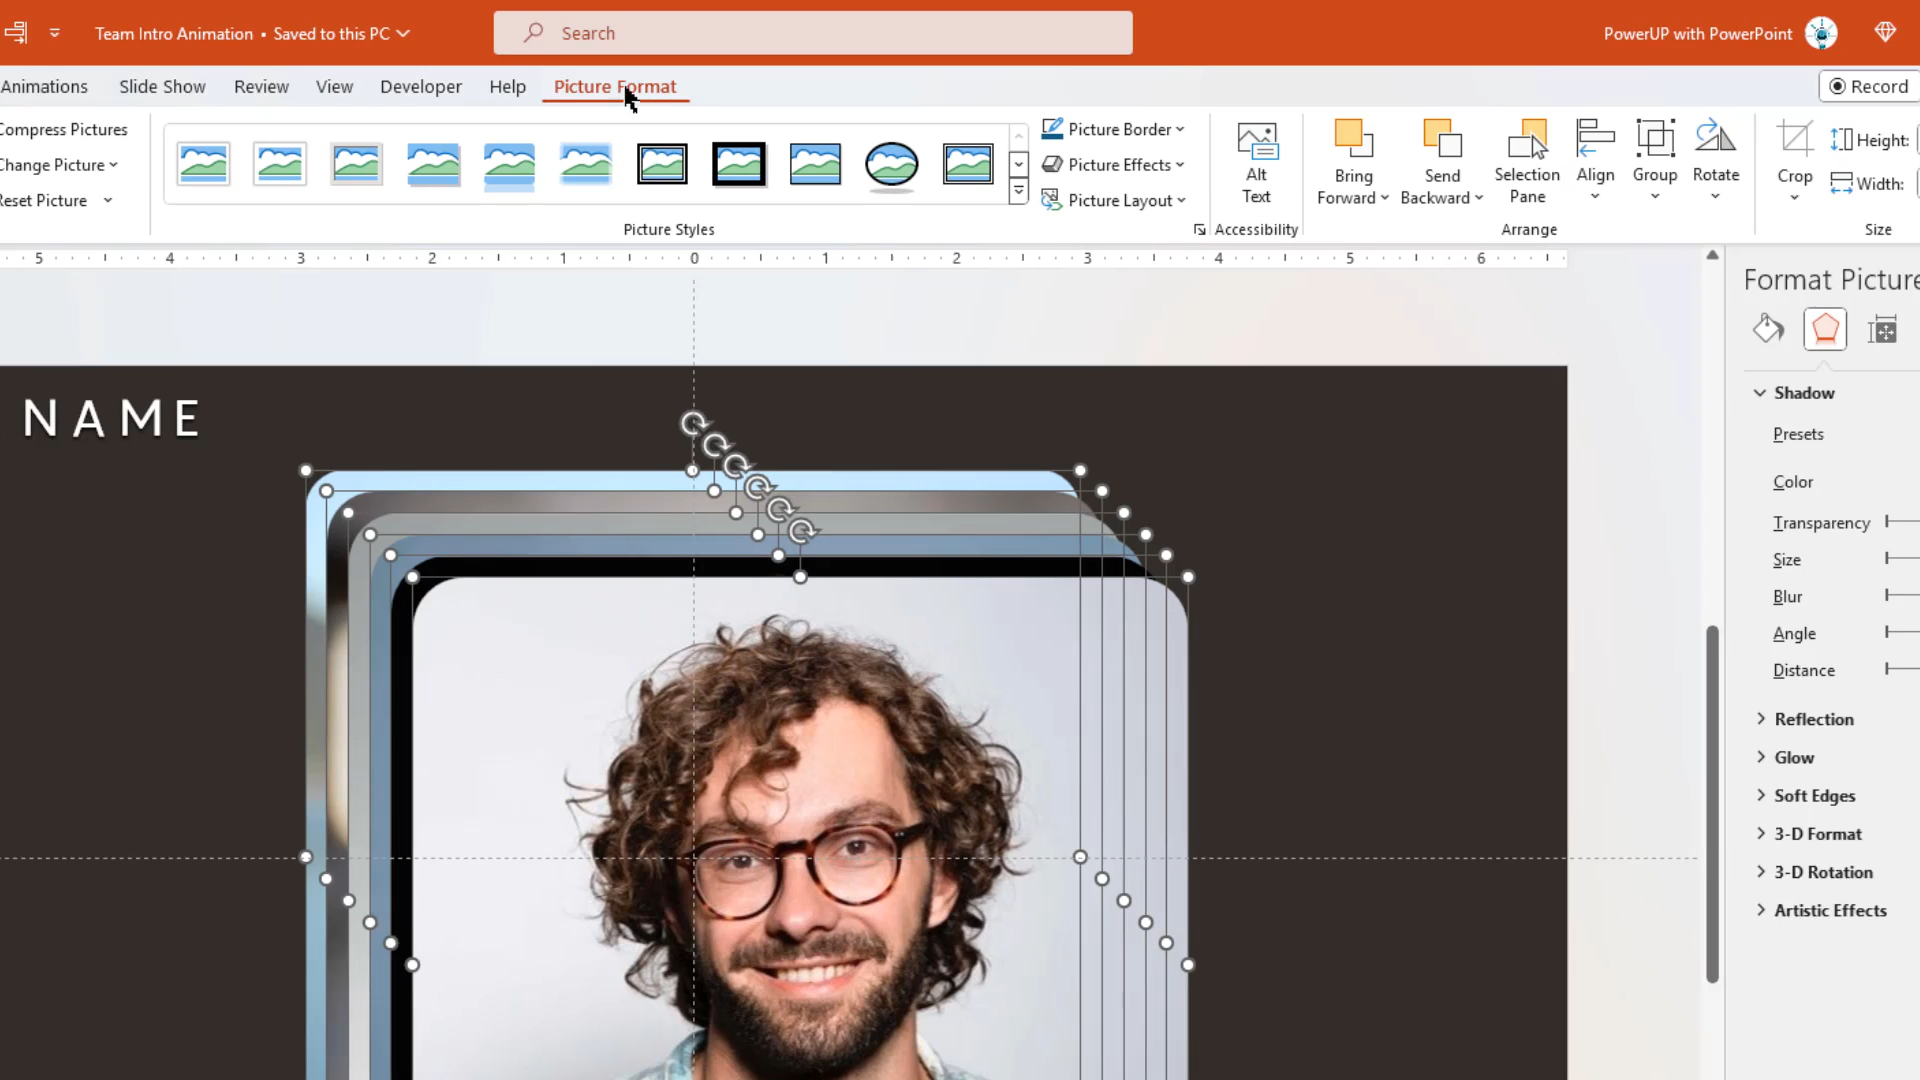 Team Intro Animation • Saved to this PC
Search
PowerUP with PowerPoint
Animations
Slide Show
Review
View
Developer
Help
Picture Format
Record
Compress Pictures
Change Picture
Reset Picture
Picture Styles
Picture Border
Picture Effects
Picture Layout
Alt
Text
Accessibility
Bring
Forward
Send
Backward
Selection
Pane
Align
Group
Rotate
Arrange
Crop
Height:
Width:
Size
5 4 3 2 1 0 1 2 3 4 5 6
NAME
Format Picture
Shadow
Presets
Color
Transparency
Size
Blur
Angle
Distance
Reflection
Glow
Soft Edges
3-D Format
3-D Rotation
Artistic Effects